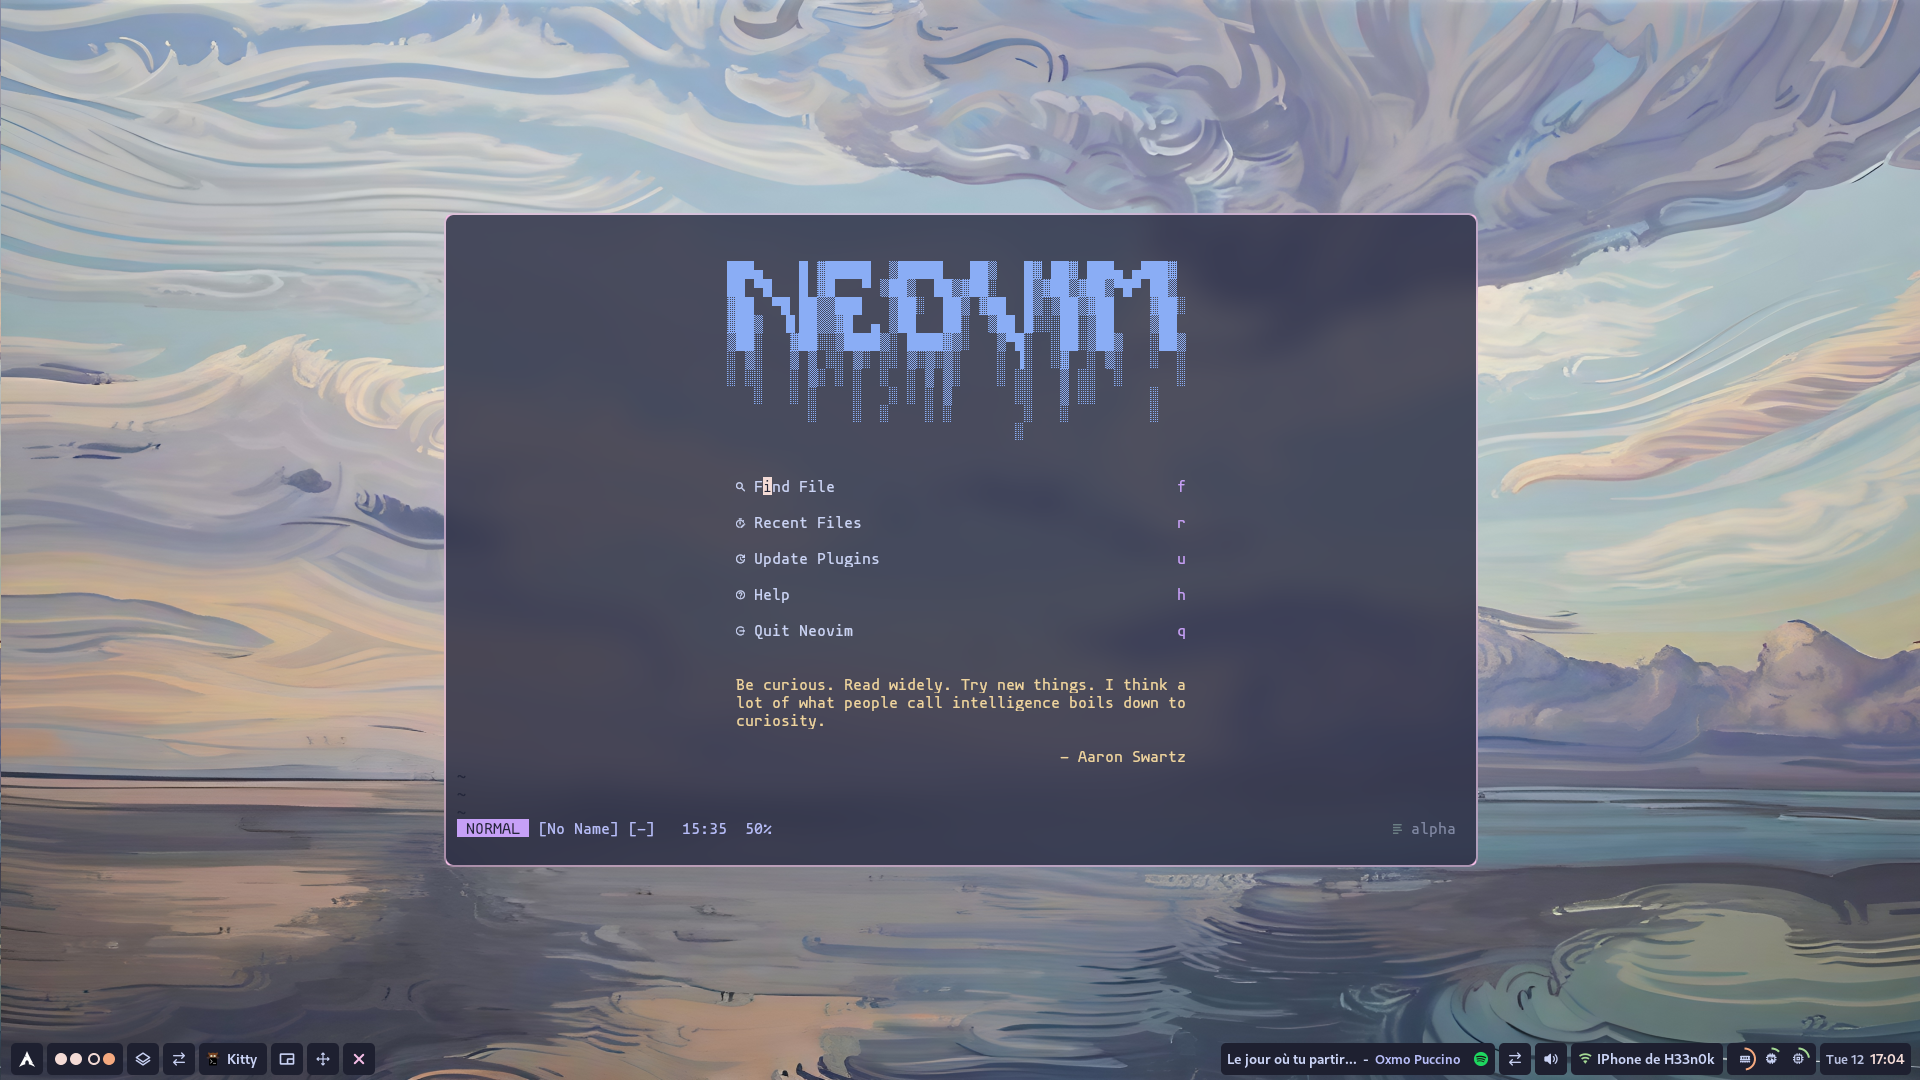 NEOVIM
Find File f
Recent Files r
Update Plugins u
Help h
Quit Neovim q
Be curious. Read widely. Try new things. I think a
lot of what people call intelligence boils down to
curiosity.
— Aaron Swartz
~
~
~
NORMAL [No Name] [-] 15:35 50% alpha
Kitty Le jour où tu partir... - Oxmo Puccino IPhone de H33n0k Tue 12 17:04